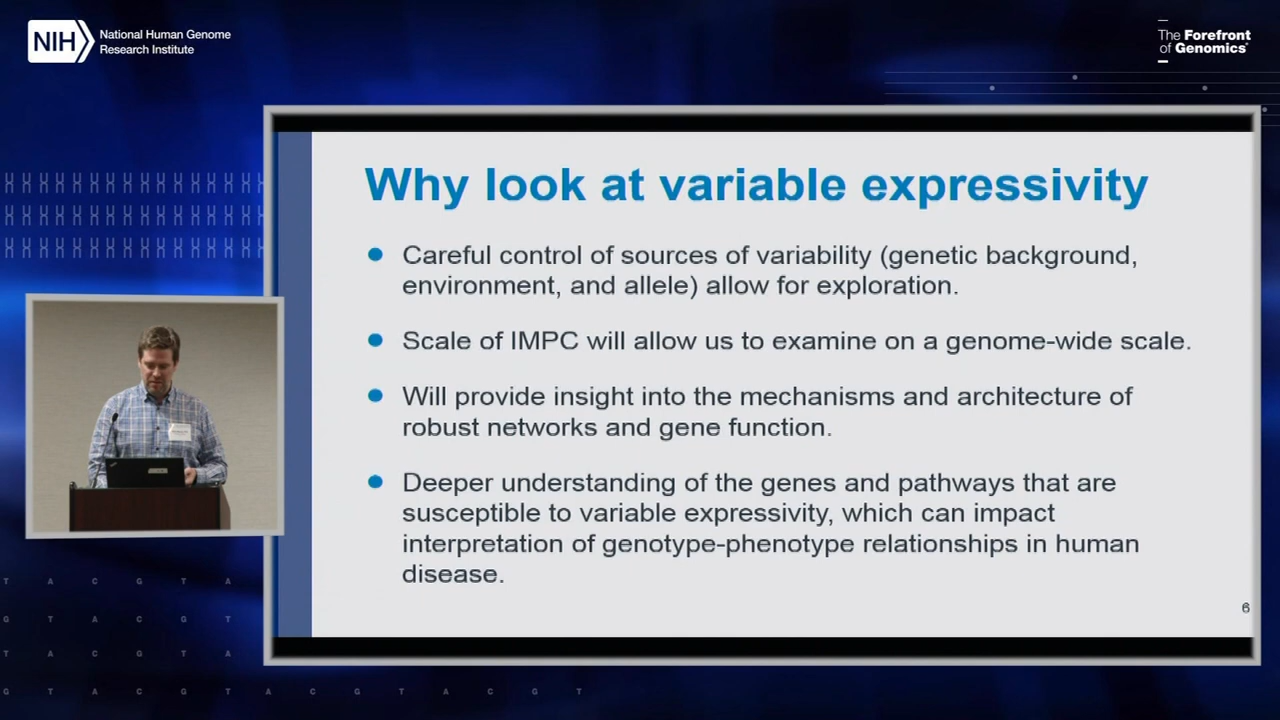 NIH
National Human Genome
Research Institute
The Forefront
of Genomics®
Why look at variable expressivity
Careful control of sources of variability (genetic background,
environment, and allele) allow for exploration.
Scale of IMPC will allow us to examine on a genome-wide scale.
Will provide insight into the mechanisms and architecture of
robust networks and gene function.
Deeper understanding of the genes and pathways that are
susceptible to variable expressivity, which can impact
interpretation of genotype-phenotype relationships in human
disease.
6
T A C G T A
G T A C G T
T A C G T A
G T A C G T A C G T A C G T